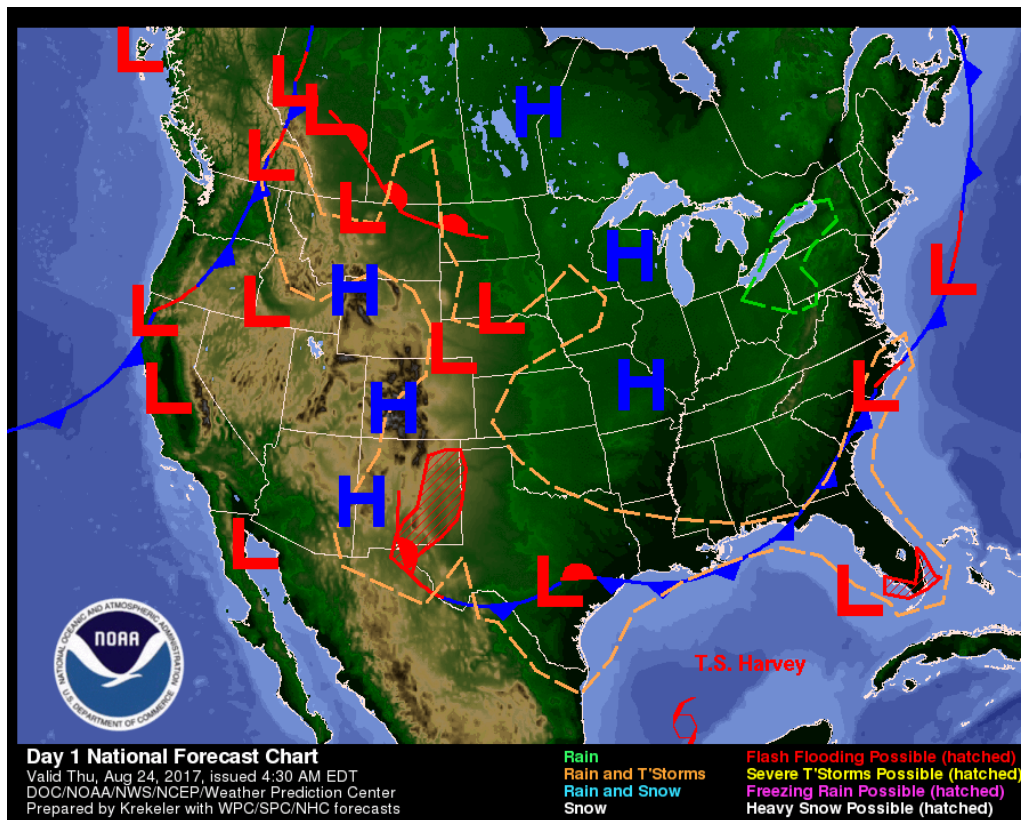 L
L
L
H
L
L
H
H
L
L
L
L
L
H
H
L
L
H
L
L
L
T.S. Harvey
NATIONAL OCEANIC AND ATMOSPHERIC ADMINISTRATION
NOAA
U.S. DEPARTMENT OF COMMERCE
Day 1 National Forecast Chart
Valid Thu, Aug 24, 2017, issued 4:30 AM EDT
DOC/NOAA/NWS/NCEP/Weather Prediction Center
Prepared by Krekeler with WPC/SPC/NHC forecasts
Rain
Rain and T'Storms
Rain and Snow
Snow
Flash Flooding Possible (hatched)
Severe T'Storms Possible (hatched)
Freezing Rain Possible (hatched)
Heavy Snow Possible (hatched)